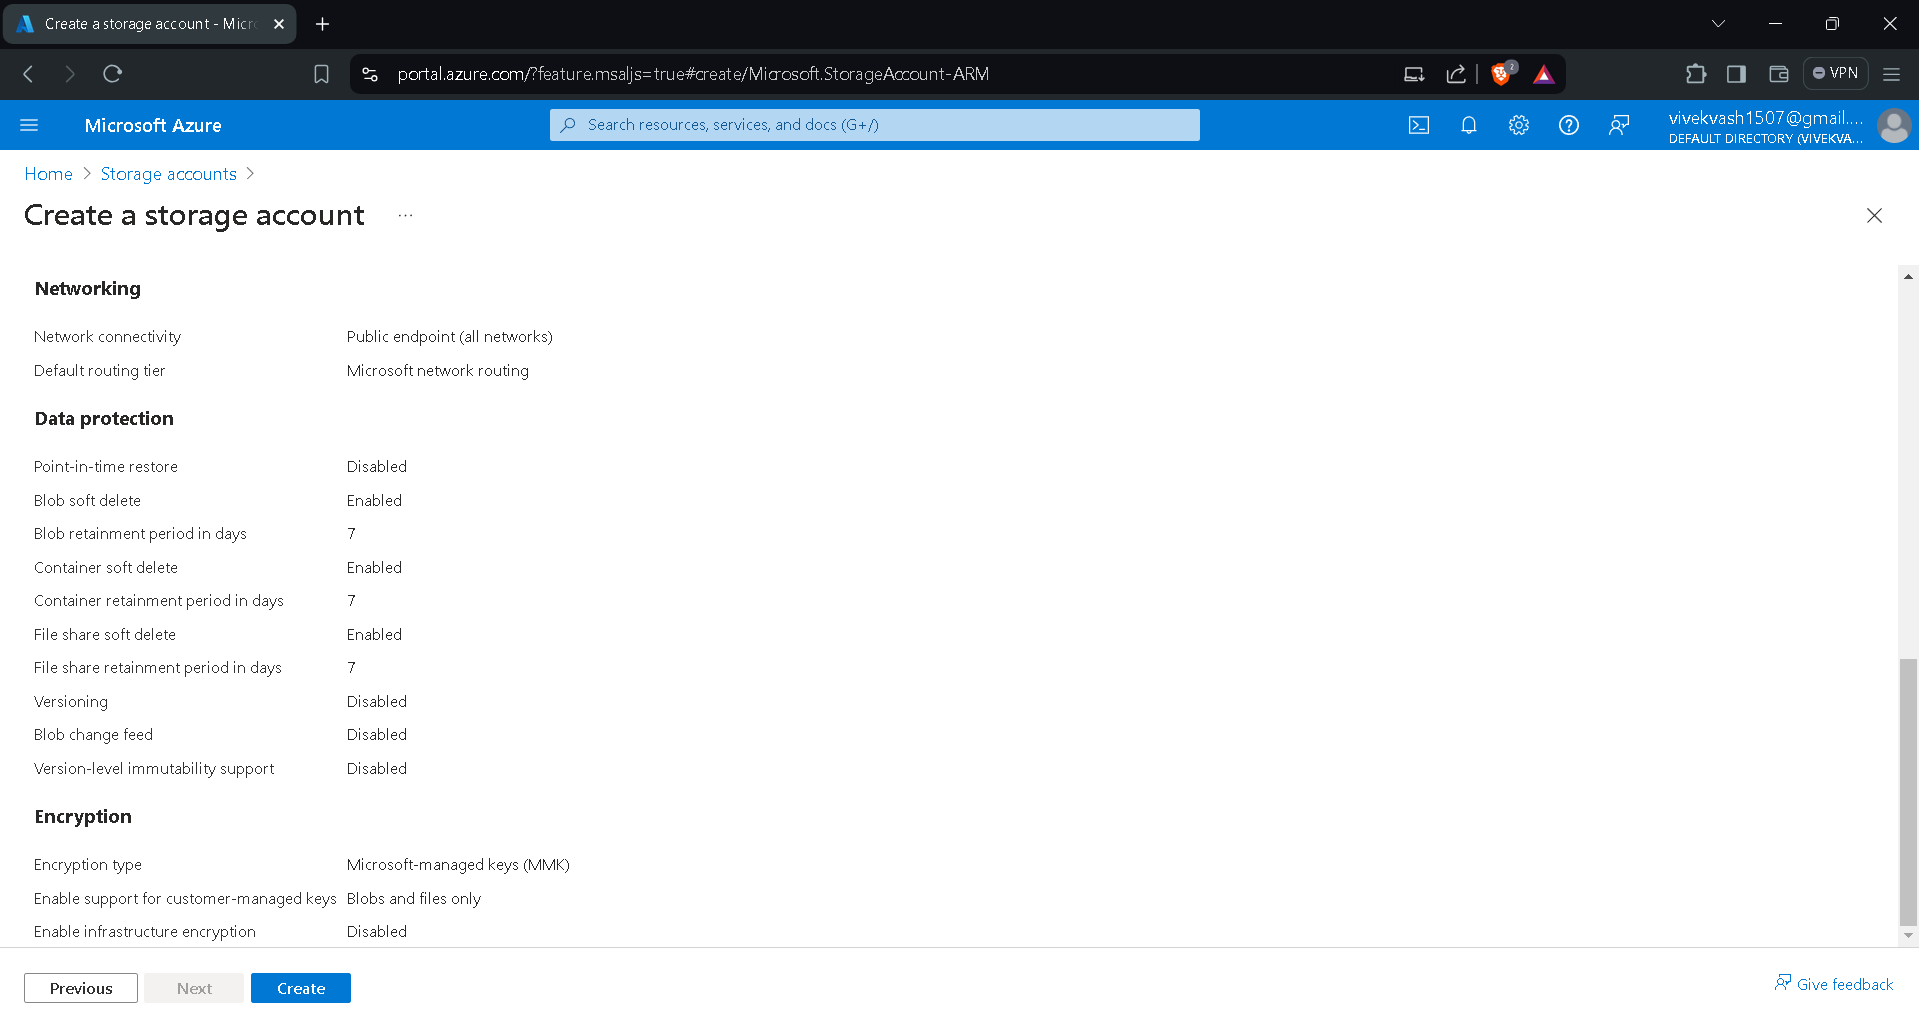 Create a storage account - Micr
portal.azure.com/?feature.msaljs=true#create/Microsoft.StorageAccount-ARM
2
VPN
Microsoft Azure
Search resources, services, and docs (G+/)
vivekvash1507@gmail....
DEFAULT DIRECTORY (VIVEKVA...
Home > Storage accounts >
Create a storage account ...
Networking
Network connectivity Public endpoint (all networks)
Default routing tier Microsoft network routing
Data protection
Point-in-time restore Disabled
Blob soft delete Enabled
Blob retainment period in days 7
Container soft delete Enabled
Container retainment period in days 7
File share soft delete Enabled
File share retainment period in days 7
Versioning Disabled
Blob change feed Disabled
Version-level immutability support Disabled
Encryption
Encryption type Microsoft-managed keys (MMK)
Enable support for customer-managed keys Blobs and files only
Enable infrastructure encryption Disabled
Previous Next Create
Give feedback